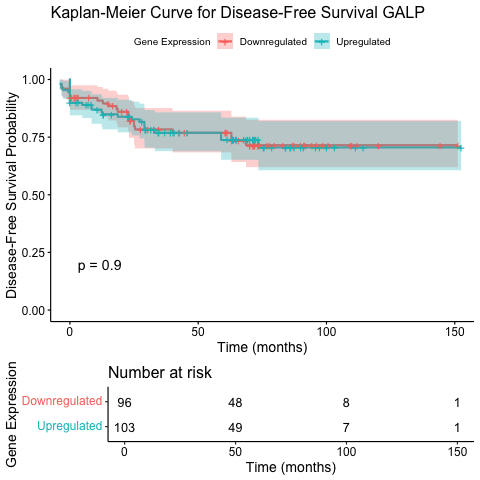 Kaplan-Meier Curve for Disease-Free Survival GALP
Gene Expression Downregulated Upregulated
Disease-Free Survival Probability
1.00
0.75
0.50
0.25
0.00
p = 0.9
0 50 100 150
Time (months)
Number at risk
Gene Expression
Downregulated 96 48 8 1
Upregulated 103 49 7 1
0 50 100 150
Time (months)